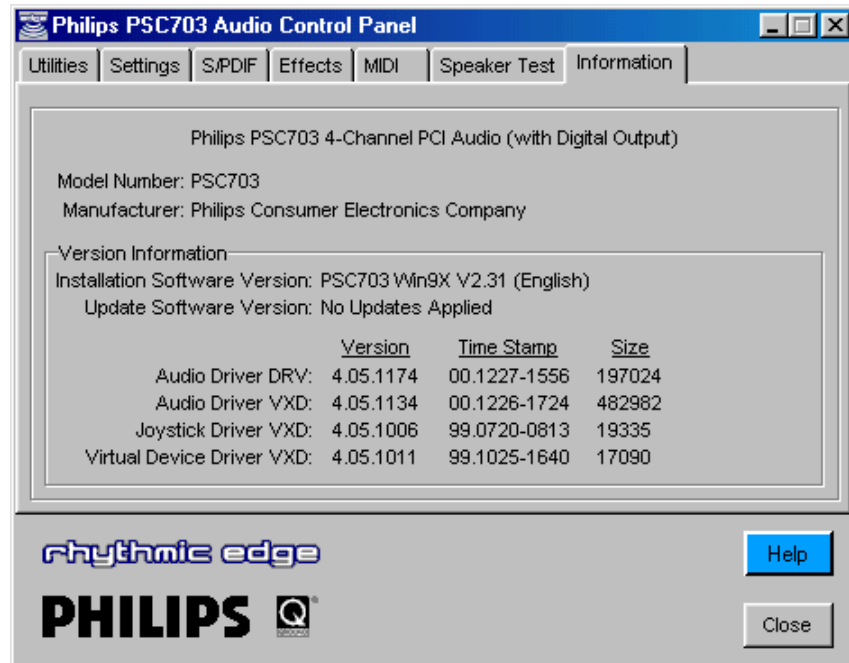 Philips PSC703 Audio Control Panel
Utilities Settings S/PDIF Effects MIDI Speaker Test Information
Philips PSC703 4-Channel PCI Audio (with Digital Output)
Model Number: PSC703
Manufacturer: Philips Consumer Electronics Company
Version Information
Installation Software Version: PSC703 Win9X V2.31 (English)
Update Software Version: No Updates Applied
Version Time Stamp Size
Audio Driver DRV: 4.05.1174 00.1227-1556 197024
Audio Driver VXD: 4.05.1134 00.1226-1724 482982
Joystick Driver VXD: 4.05.1006 99.0720-0813 19335
Virtual Device Driver VXD: 4.05.1011 99.1025-1640 17090
rhythmic edge
Help
PHILIPS Q
Close